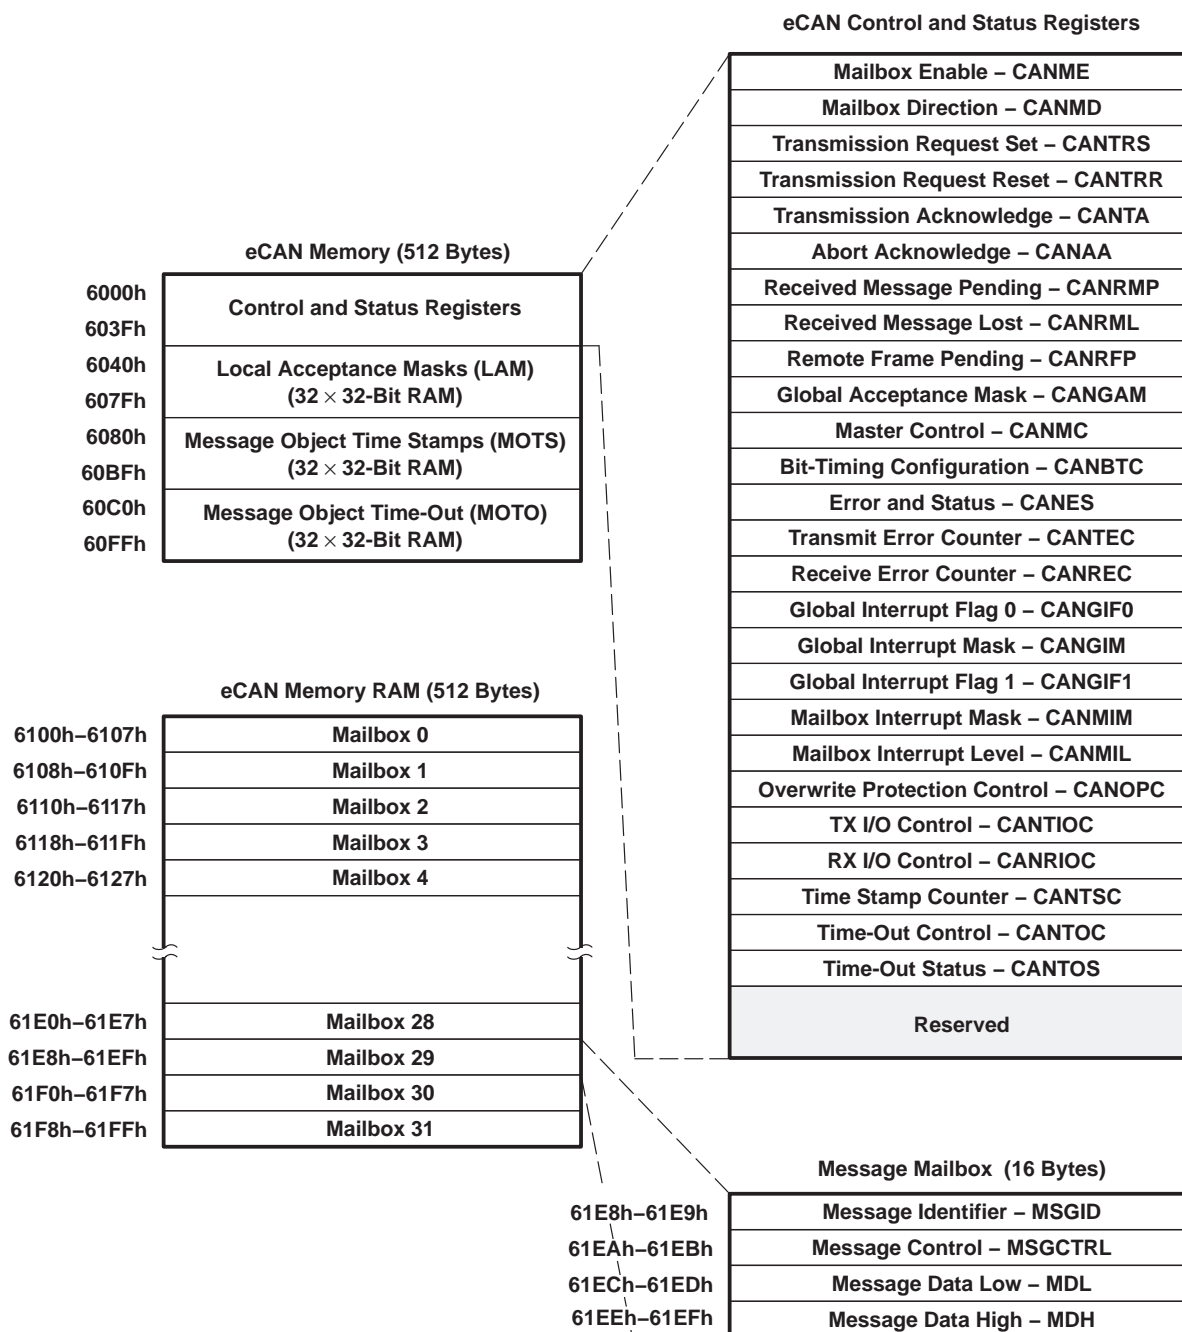 eCAN Control and Status Registers
Mailbox Enable – CANME
Mailbox Direction – CANMD
Transmission Request Set – CANTRS
Transmission Request Reset – CANTRR
Transmission Acknowledge – CANTA
Abort Acknowledge – CANAA
Received Message Pending – CANRMP
Received Message Lost – CANRML
Remote Frame Pending – CANRFP
Global Acceptance Mask – CANGAM
Master Control – CANMC
Bit-Timing Configuration – CANBTC
Error and Status – CANES
Transmit Error Counter – CANTEC
Receive Error Counter – CANREC
Global Interrupt Flag 0 – CANGIF0
Global Interrupt Mask – CANGIM
Global Interrupt Flag 1 – CANGIF1
Mailbox Interrupt Mask – CANMIM
Mailbox Interrupt Level – CANMIL
Overwrite Protection Control – CANOPC
TX I/O Control – CANTIOC
RX I/O Control – CANRIOC
Time Stamp Counter – CANTSC
Time-Out Control – CANTOC
Time-Out Status – CANTOS
Reserved
eCAN Memory (512 Bytes)
6000h
Control and Status Registers
603Fh
6040h
Local Acceptance Masks (LAM)
(32 × 32-Bit RAM)
607Fh
6080h
Message Object Time Stamps (MOTS)
(32 × 32-Bit RAM)
60BFh
60C0h
Message Object Time-Out (MOTO)
(32 × 32-Bit RAM)
60FFh
eCAN Memory RAM (512 Bytes)
6100h–6107h Mailbox 0
6108h–610Fh Mailbox 1
6110h–6117h Mailbox 2
6118h–611Fh Mailbox 3
6120h–6127h Mailbox 4
61E0h–61E7h Mailbox 28
61E8h–61EFh Mailbox 29
61F0h–61F7h Mailbox 30
61F8h–61FFh Mailbox 31
Message Mailbox (16 Bytes)
61E8h–61E9h Message Identifier – MSGID
61EAh–61EBh Message Control – MSGCTRL
61ECh–61EDh Message Data Low – MDL
61EEh–61EFh Message Data High – MDH